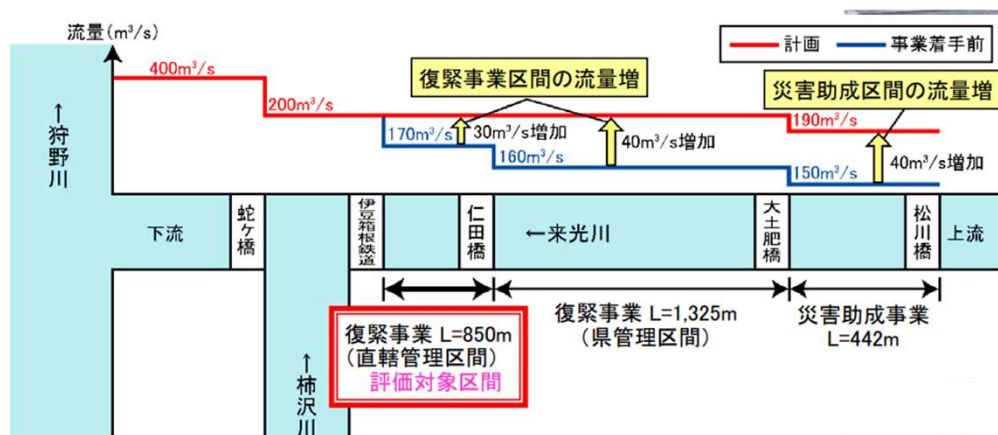 流量(m³/s)
計画
事業着手前
400m³/s
復緊事業区間の流量増
災害助成区間の流量増
200m³/s
190m³/s
170m³/s
30m³/s増加
160m³/s
40m³/s増加
150m³/s
40m³/s増加
↑狩野川
下流
蛇ヶ橋
伊豆箱根鉄道
仁田橋
←来光川
大土肥橋
松川橋
上流
復緊事業 L=850m
(直轄管理区間)
評価対象区間
復緊事業 L=1,325m
(県管理区間)
災害助成事業
L=442m
↑柿沢川